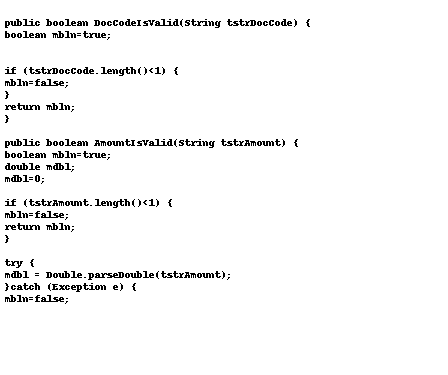 public boolean DocCodeIsValid(String tstrDocCode) {
boolean mbln=true;
if (tstrDocCode.length()<1) {
mbln=false;
}
return mbln;
}
public boolean AmountIsValid(String tstrAmount) {
boolean mbln=true;
double mdbl;
mdbl=0;
if (tstrAmount.length()<1) {
mbln=false;
return mbln;
}
try {
mdbl = Double.parseDouble(tstrAmount);
}catch (Exception e) {
mbln=false;